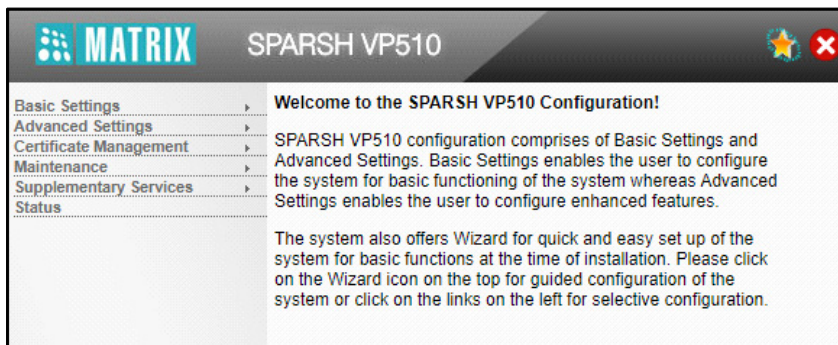 MATRIX SPARSH VP510
Basic Settings
Advanced Settings
Certificate Management
Maintenance
Supplementary Services
Status
Welcome to the SPARSH VP510 Configuration!
SPARSH VP510 configuration comprises of Basic Settings and
Advanced Settings. Basic Settings enables the user to configure
the system for basic functioning of the system whereas Advanced
Settings enables the user to configure enhanced features.
The system also offers Wizard for quick and easy set up of the
system for basic functions at the time of installation. Please click
on the Wizard icon on the top for guided configuration of the
system or click on the links on the left for selective configuration.